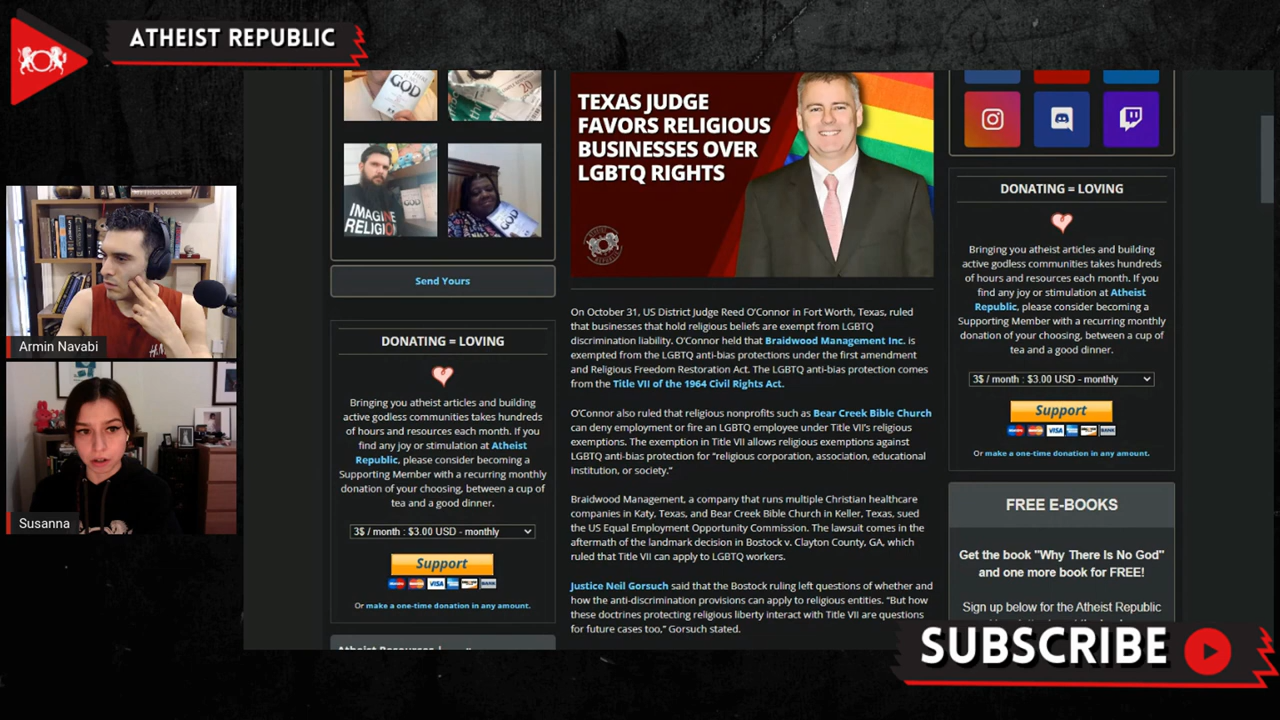 ATHEIST REPUBLIC
Armin Navabi
Susanna
GOD
GOD
20
IMAGINE
RELIGION
GOD
Send Yours
DONATING = LOVING
Bringing you atheist articles and building
active godless communities takes hundreds
of hours and resources each month. If you
find any joy or stimulation at Atheist
Republic, please consider becoming a
Supporting Member with a recurring monthly
donation of your choosing, between a cup of
tea and a good dinner.
3$ / month : $3.00 USD - monthly
Support
VISA
BANK
Or make a one-time donation in any amount.
TEXAS JUDGE
FAVORS RELIGIOUS
BUSINESSES OVER
LGBTQ RIGHTS
On October 31, US District Judge Reed O'Connor in Fort Worth, Texas, ruled
that businesses that hold religious beliefs are exempt from LGBTQ
discrimination liability. O'Connor held that Braidwood Management Inc. is
exempted from the LGBTQ anti-bias protections under the first amendment
and Religious Freedom Restoration Act. The LGBTQ anti-bias protection comes
from the Title VII of the 1964 Civil Rights Act.
O'Connor also ruled that religious nonprofits such as Bear Creek Bible Church
can deny employment or fire an LGBTQ employee under Title VII's religious
exemptions. The exemption in Title VII allows religious exemptions against
LGBTQ anti-bias protection for "religious corporation, association, educational
institution, or society."
Braidwood Management, a company that runs multiple Christian healthcare
companies in Katy, Texas, and Bear Creek Bible Church in Keller, Texas, sued
the US Equal Employment Opportunity Commission. The lawsuit comes in the
aftermath of the landmark decision in Bostock v. Clayton County, GA, which
ruled that Title VII can apply to LGBTQ workers.
Justice Neil Gorsuch said that the Bostock ruling left questions of whether and
how the anti-discrimination provisions can apply to religious entities. "But how
these doctrines protecting religious liberty interact with Title VII are questions
for future cases too," Gorsuch stated.
DONATING = LOVING
Bringing you atheist articles and building
active godless communities takes hundreds
of hours and resources each month. If you
find any joy or stimulation at Atheist
Republic, please consider becoming a
Supporting Member with a recurring monthly
donation of your choosing, between a cup of
tea and a good dinner.
3$ / month : $3.00 USD - monthly
Support
VISA
BANK
Or make a one-time donation in any amount.
FREE E-BOOKS
Get the book "Why There Is No God"
and one more book for FREE!
Sign up below for the Atheist Republic
SUBSCRIBE